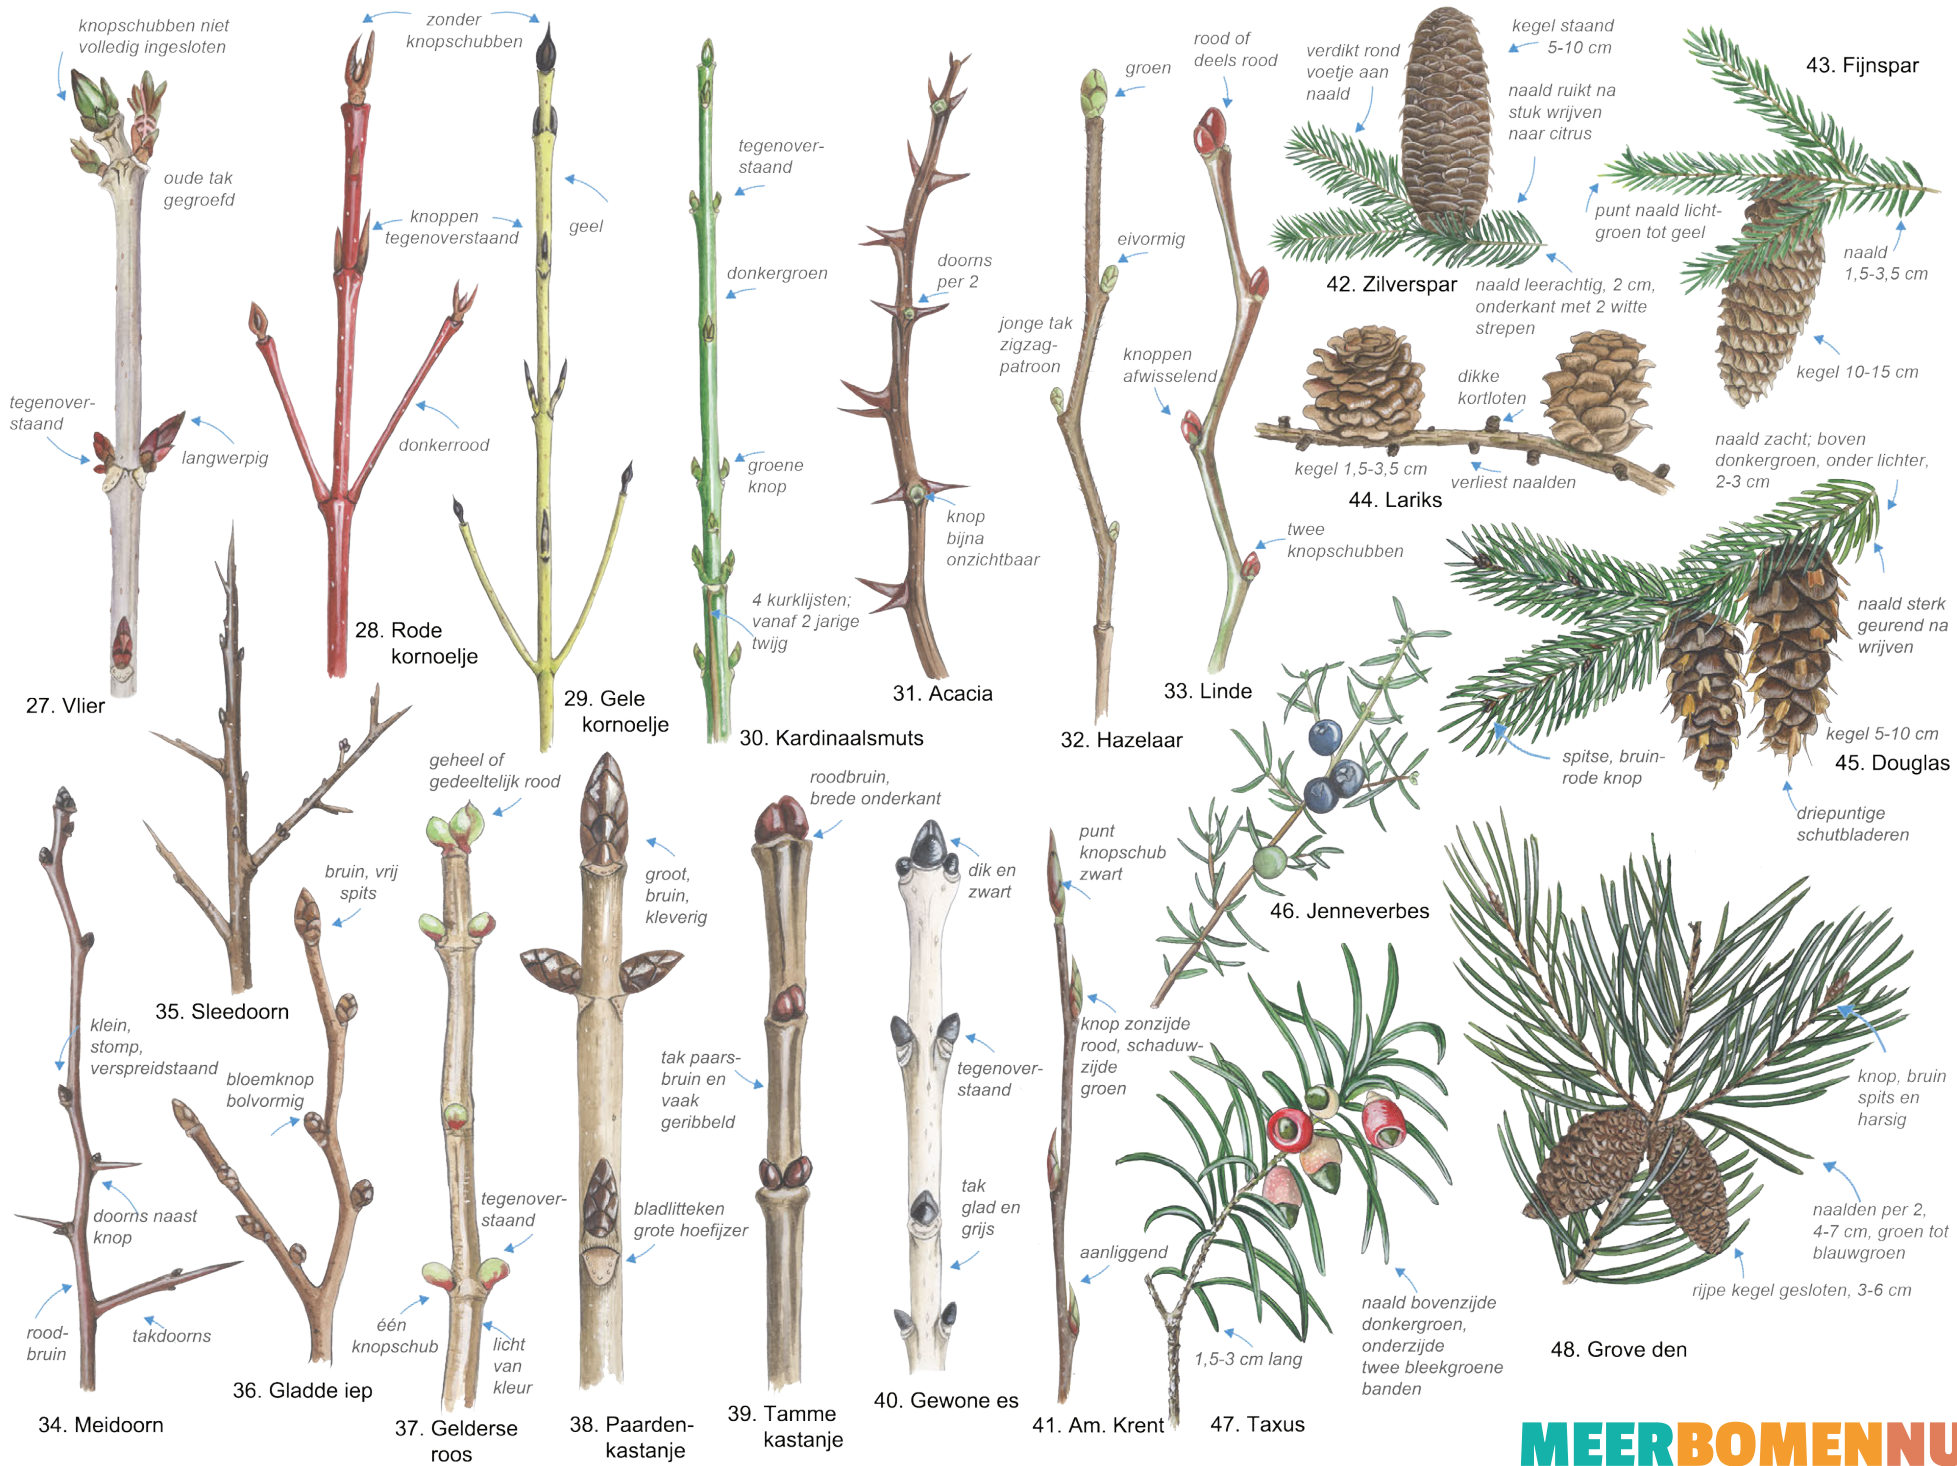 knopschubben niet
volledig ingesloten
oude tak
gegroefd
tegenover-
staand
langwerpig
27. Vlier
zonder
knopschubben
knoppen
tegenoverstaand
donkerrood
28. Rode
kornoelje
geel
29. Gele
kornoelje
tegenover-
staand
donkergroen
groene
knop
4 kurklijsten;
vanaf 2 jarige
twijg
30. Kardinaalsmuts
doorns
per 2
knop
bijna
onzichtbaar
31. Acacia
groen
eivormig
jonge tak
zigzag-
patroon
32. Hazelaar
rood of
deels rood
knoppen
afwisselend
twee
knopschubben
33. Linde
verdikt rond
voetje aan
naald
kegel staand
5-10 cm
naald ruikt na
stuk wrijven
naar citrus
42. Zilverspar
naald leerachtig, 2 cm,
onderkant met 2 witte
strepen
43. Fijnspar
punt naald licht-
groen tot geel
naald
1,5-3,5 cm
kegel 10-15 cm
dikke
kortloten
kegel 1,5-3,5 cm
verliest naalden
44. Lariks
naald zacht; boven
donkergroen, onder lichter,
2-3 cm
naald sterk
geurend na
wrijven
spitse, bruin-
rode knop
kegel 5-10 cm
45. Douglas
driepuntige
schutbladeren
klein,
stomp,
verspreidstaand
doorns naast
knop
rood-
bruin
takdoorns
34. Meidoorn
35. Sleedoorn
bruin, vrij
spits
bloemknop
bolvormig
36. Gladde iep
geheel of
gedeeltelijk rood
tegenover-
staand
één
knopschub
licht
van
kleur
37. Gelderse
roos
groot,
bruin,
kleverig
bladlitteken
grote hoefijzer
38. Paarden-
kastanje
roodbruin,
brede onderkant
tak paars-
bruin en
vaak
geribbeld
39. Tamme
kastanje
dik en
zwart
tegenover-
staand
tak
glad en
grijs
40. Gewone es
punt
knopschub
zwart
knop zonzijde
rood, schaduw-
zijde
groen
aanliggend
41. Am. Krent
46. Jenneverbes
1,5-3 cm lang
naald bovenzijde
donkergroen,
onderzijde
twee bleekgroene
banden
47. Taxus
knop, bruin
spits en
harsig
naalden per 2,
4-7 cm, groen tot
blauwgroen
rijpe kegel gesloten, 3-6 cm
48. Grove den
MEERBOMENNU